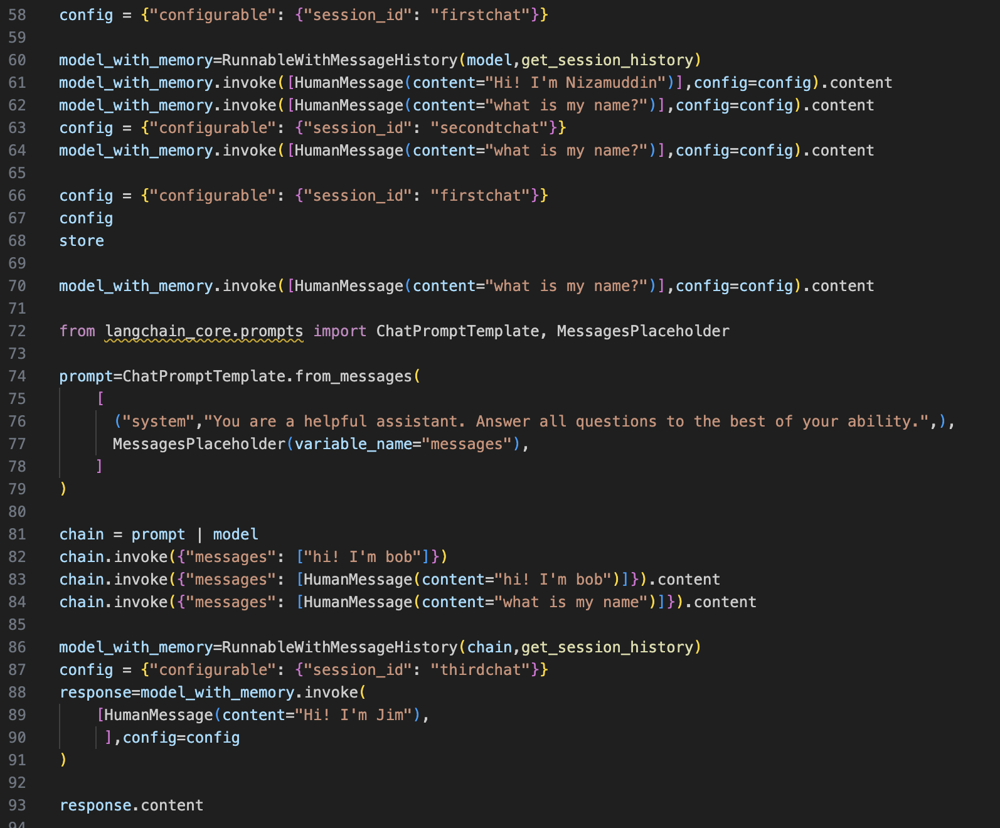 58 config = {"configurable": {"session_id": "firstchat"}}
59
60 model_with_memory=RunnableWithMessageHistory(model,get_session_history)
61 model_with_memory.invoke([HumanMessage(content="Hi! I'm Nizamuddin")],config=config).content
62 model_with_memory.invoke([HumanMessage(content="what is my name?")],config=config).content
63 config = {"configurable": {"session_id": "secondtchat"}}
64 model_with_memory.invoke([HumanMessage(content="what is my name?")],config=config).content
65
66 config = {"configurable": {"session_id": "firstchat"}}
67 config
68 store
69
70 model_with_memory.invoke([HumanMessage(content="what is my name?")],config=config).content
71
72 from langchain_core.prompts import ChatPromptTemplate, MessagesPlaceholder
73
74 prompt=ChatPromptTemplate.from_messages(
75     [
76       ("system","You are a helpful assistant. Answer all questions to the best of your ability.",),
77       MessagesPlaceholder(variable_name="messages"),
78     ]
79 )
80
81 chain = prompt | model
82 chain.invoke({"messages": ["hi! I'm bob"]})
83 chain.invoke({"messages": [HumanMessage(content="hi! I'm bob")]}).content
84 chain.invoke({"messages": [HumanMessage(content="what is my name")]}).content
85
86 model_with_memory=RunnableWithMessageHistory(chain,get_session_history)
87 config = {"configurable": {"session_id": "thirdchat"}}
88 response=model_with_memory.invoke(
89     [HumanMessage(content="Hi! I'm Jim"),
90      ],config=config
91 )
92
93 response.content
94